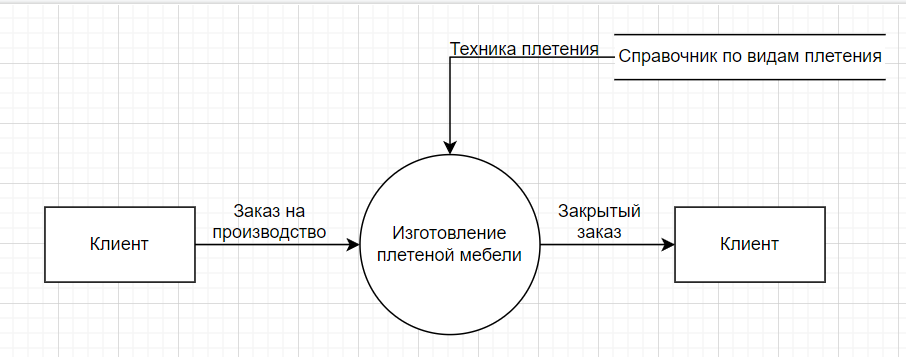 Техника плетения
Справочник по видам плетения
Клиент
Заказ на
производство
Изготовление
плетеной мебели
Закрытый
заказ
Клиент